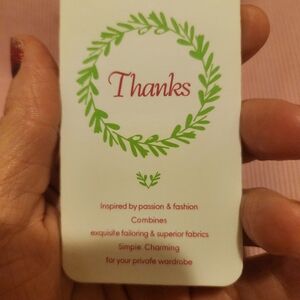 Thanks
Inspired by passion & fashion
Combines
exquisite tailoring & superior fabrics
Simple. Charming
for your private wardrobe